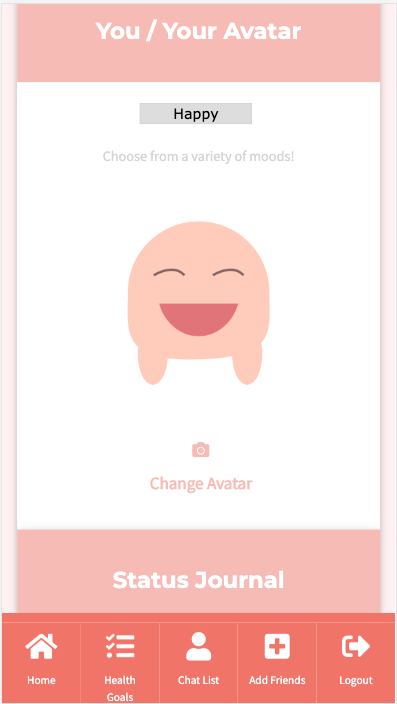 You / Your Avatar
Happy
Choose from a variety of moods!
Change Avatar
Status Journal
Home
Health
Goals
Chat List
Add Friends
Logout